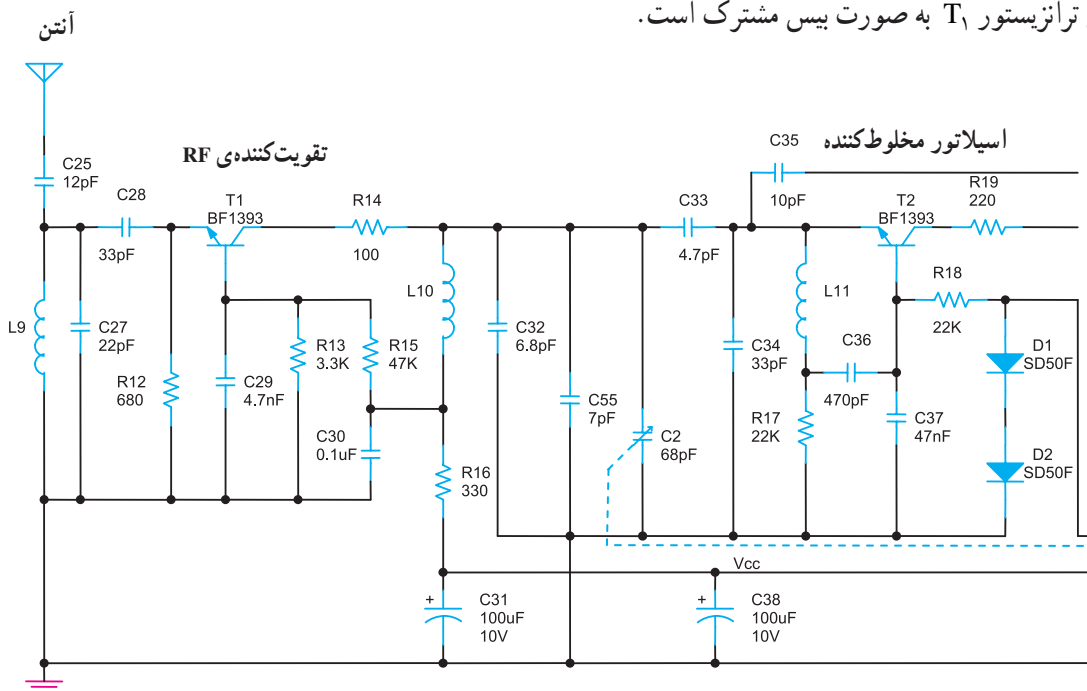 ترانزیستور T۱ به صورت بیس مشترک است.
آنتن
تقویت‌کننده‌ی RF
اسیلاتور مخلوط‌کننده
C25
12pF
C28
33pF
T1
BF1393
R14
100
C33
4.7pF
C35
10pF
T2
BF1393
R19
220
L9
C27
22pF
R12
680
C29
4.7nF
R13
3.3K
R15
47K
C30
0.1uF
L10
R16
330
C32
6.8pF
C55
7pF
C2
68pF
C34
33pF
L11
C36
470pF
R17
22K
R18
22K
C37
47nF
D1
SD50F
D2
SD50F
Vcc
+
C31
100uF
10V
+
C38
100uF
10V